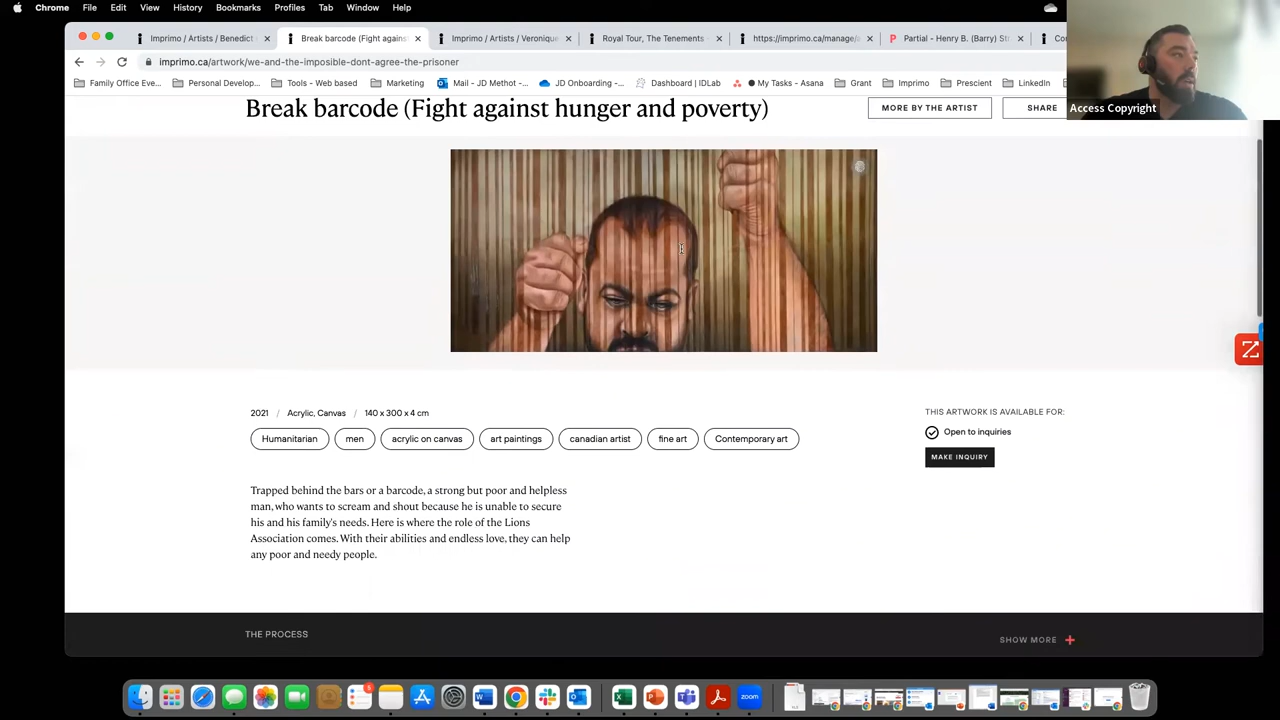 Chrome File Edit View History Bookmarks Profiles Tab Window Help
Imprimo / Artists / Benedict Break barcode (Fight against Imprimo / Artists / Veronique Royal Tour, The Tenements - https://imprimo.ca/manage/ Partial - Henry B. (Barry) St
imprimo.ca/artwork/we-and-the-imposible-dont-agree-the-prisoner
Family Office Eve... Personal Develop... Tools - Web based Marketing Mail - JD Methot -... JD Onboarding -... Dashboard | IDLab My Tasks - Asana Grant Imprimo Prescient LinkedIn
Access Copyright
Break barcode (Fight against hunger and poverty)
MORE BY THE ARTIST SHARE
2021 / Acrylic, Canvas / 140 x 300 x 4 cm
THIS ARTWORK IS AVAILABLE FOR:
Open to inquiries
Humanitarian men acrylic on canvas art paintings canadian artist fine art Contemporary art
MAKE INQUIRY
Trapped behind the bars or a barcode, a strong but poor and helpless
man, who wants to scream and shout because he is unable to secure
his and his family's needs. Here is where the role of the Lions
Association comes. With their abilities and endless love, they can help
any poor and needy people.
THE PROCESS
SHOW MORE +
zoom